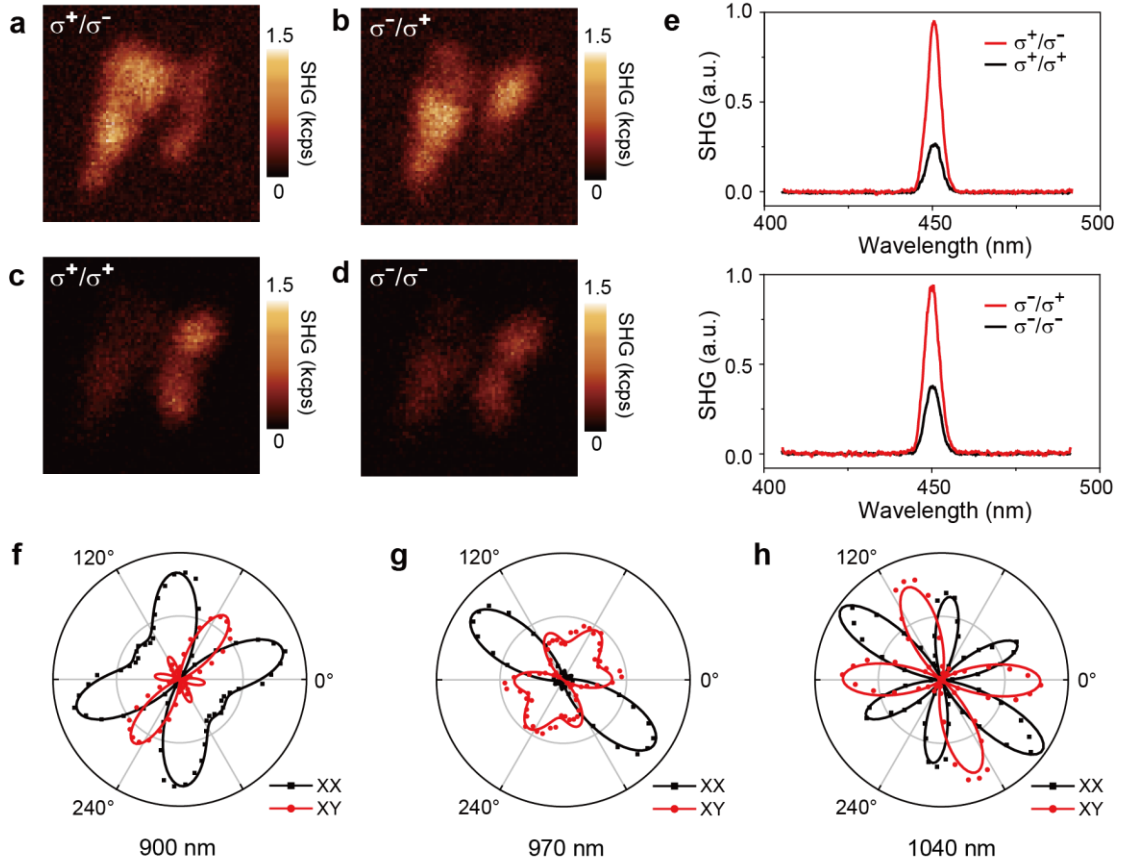 a σ⁺/σ⁻
1.5
SHG (kcps)
0
b σ⁻/σ⁺
1.5
SHG (kcps)
0
e
1.0
0.5
0.0
SHG (a.u.)
σ⁺/σ⁻
σ⁺/σ⁺
400 450 500
Wavelength (nm)
c σ⁺/σ⁺
1.5
SHG (kcps)
0
d σ⁻/σ⁻
1.5
SHG (kcps)
0
1.0
0.5
0.0
SHG (a.u.)
σ⁻/σ⁺
σ⁻/σ⁻
400 450 500
Wavelength (nm)
f
120°
0°
240°
XX
XY
900 nm
g
120°
0°
240°
XX
XY
970 nm
h
120°
0°
240°
XX
XY
1040 nm